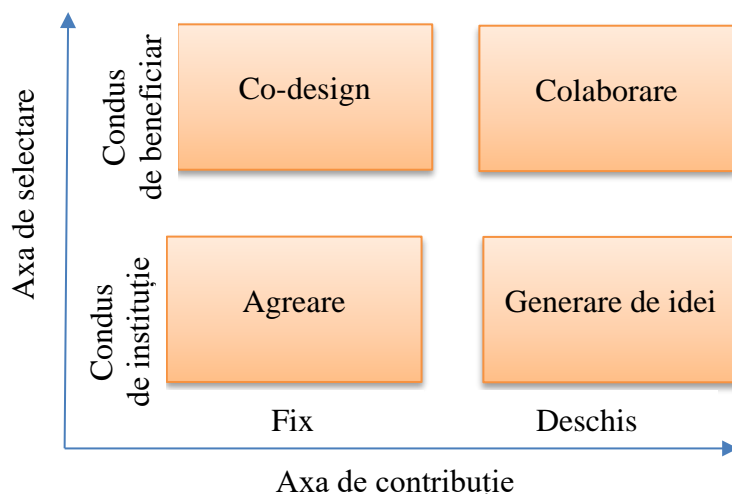 Axa de selectare
Condus
de beneficiar
Co-design
Colaborare
Condus
de instituție
Agreare
Generare de idei
Fix
Deschis
Axa de contribuție